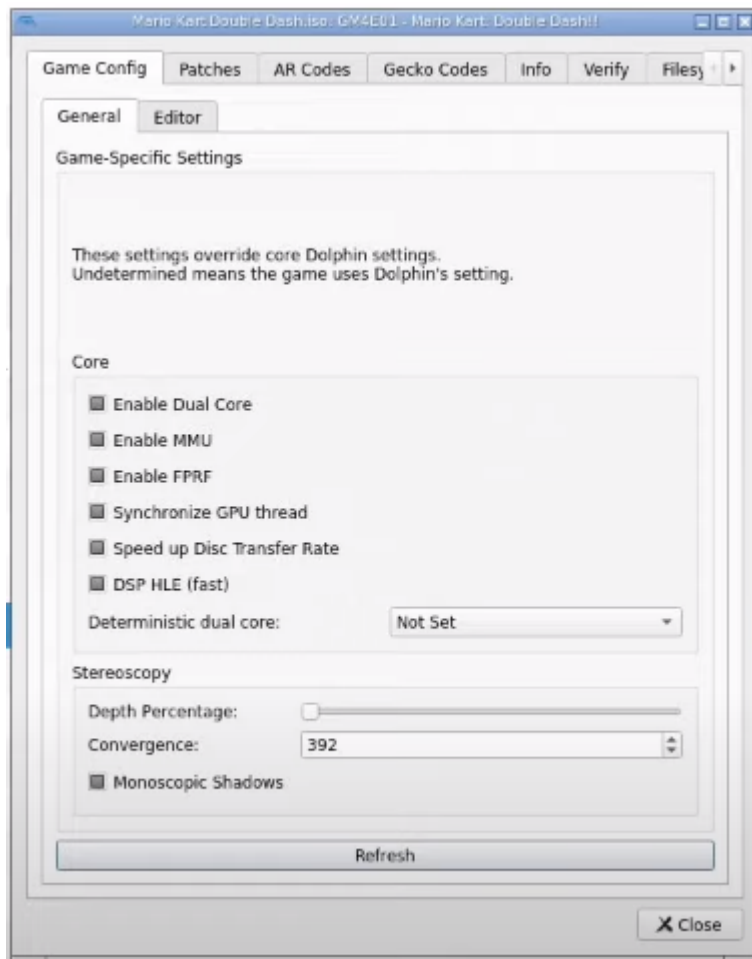 Mario Kart Double Dash.iso: GM4E01 - Mario Kart: Double Dash!!
Game Config Patches AR Codes Gecko Codes Info Verify Filesy
General Editor
Game-Specific Settings
These settings override core Dolphin settings.
Undetermined means the game uses Dolphin's setting.
Core
Enable Dual Core
Enable MMU
Enable FPRF
Synchronize GPU thread
Speed up Disc Transfer Rate
DSP HLE (fast)
Deterministic dual core: Not Set
Stereoscopy
Depth Percentage:
Convergence: 392
Monoscopic Shadows
Refresh
Close